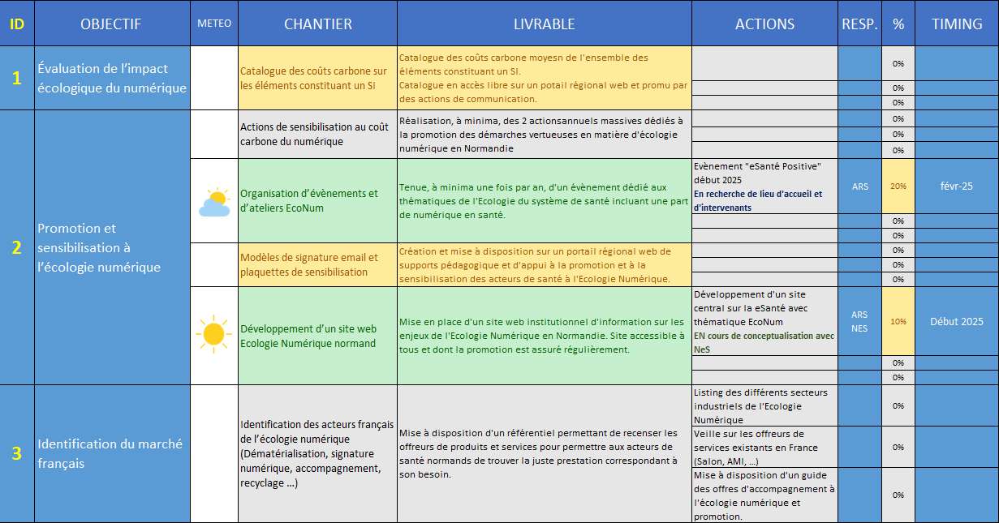 ID OBJECTIF METEO CHANTIER LIVRABLE ACTIONS RESP. % TIMING
1
Évaluation de l'impact
écologique du numérique
Catalogue des coûts carbone sur
les éléments constituant un SI
Catalogue des coûts carbone moyesn de l'ensemble des
éléments constituant un SI.
Catalogue en accès libre sur un potail régional web et promu par
des actions de communication.
0%
0%
0%
2
Promotion et
sensibilisation à
l'écologie numérique
Actions de sensibilisation au coût
carbone du numérique
Réalisation, à minima, des 2 actionsannuels massives dédiés à
la promotion des démarches vertueuses en matière d'écologie
numérique en Normandie
0%
0%
0%
Organisation d'évènements et
d'ateliers EcoNum
Tenue, à minima une fois par an, d'un évènement dédié aux
thématiques de l'Ecologie du système de santé incluant une part
de numérique en santé.
Evènement "eSanté Positive"
début 2025
En recherche de lieu d'accueil et
d'intervenants
ARS
20%
févr-25
0%
0%
Modèles de signature email et
plaquettes de sensibilisation
Création et mise à disposition sur un portail régional web de
supports pédagogique et d'appui à la promotion et à la
sensibilisation des acteurs de santé à l'Ecologie Numérique.
0%
0%
0%
Développement d'un site web
Ecologie Numérique normand
Mise en place d'un site web institutionnel d'information sur les
enjeux de l'Ecologie Numérique en Normandie. Site accessible à
tous et dont la promotion est assuré régulièrement.
Développement d'un site
central sur la eSanté avec
thématique EcoNum
EN cours de conceptualisation avec
NeS
ARS
NES
10%
Début 2025
0%
0%
3
Identification du marché
français
Identification des acteurs français
de l'écologie numérique
(Dématérialisation, signature
numérique, accompagnement,
recyclage …)
Mise à disposition d'un référentiel permettant de recenser les
offreurs de produits et services pour permettre aux acteurs de
santé normands de trouver la juste prestation correspondant à
son besoin.
Listing des différents secteurs
industriels de l'Ecologie
Numérique
0%
Veille sur les offreurs de
services existants en France
(Salon, AMI, …)
0%
Mise à disposition d'un guide
des offres d'accompagnement à
l'écologie numérique et
promotion.
0%